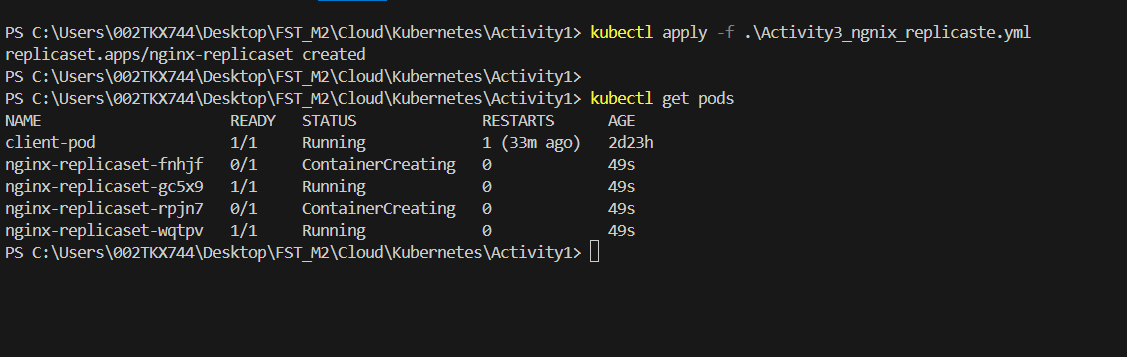 PS C:\Users\002TKX744\Desktop\FST_M2\Cloud\Kubernetes\Activity1> kubectl apply -f .\Activity3_ngnix_replicaste.yml
replicaset.apps/nginx-replicaset created
PS C:\Users\002TKX744\Desktop\FST_M2\Cloud\Kubernetes\Activity1>
PS C:\Users\002TKX744\Desktop\FST_M2\Cloud\Kubernetes\Activity1> kubectl get pods
NAME                     READY   STATUS              RESTARTS      AGE
client-pod               1/1     Running             1 (33m ago)   2d23h
nginx-replicaset-fnhjf   0/1     ContainerCreating   0             49s
nginx-replicaset-gc5x9   1/1     Running             0             49s
nginx-replicaset-rpjn7   0/1     ContainerCreating   0             49s
nginx-replicaset-wqtpv   1/1     Running             0             49s
PS C:\Users\002TKX744\Desktop\FST_M2\Cloud\Kubernetes\Activity1>